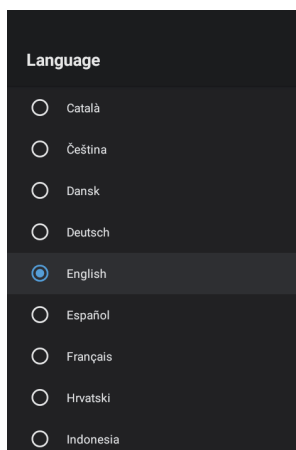 Language
Català
Čeština
Dansk
Deutsch
English
Español
Français
Hrvatski
Indonesia